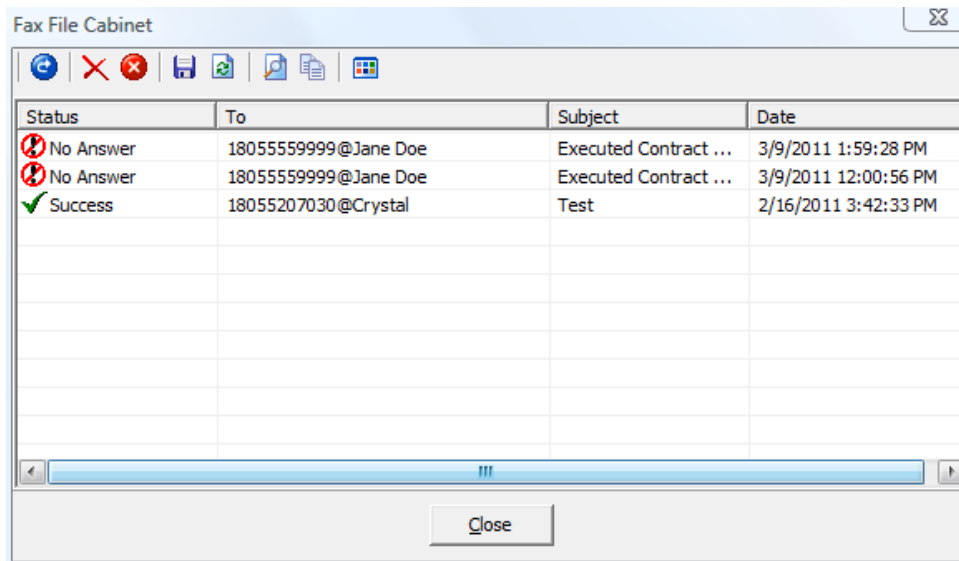 Fax File Cabinet
Status To Subject Date
No Answer 18055559999@Jane Doe Executed Contract ... 3/9/2011 1:59:28 PM
No Answer 18055559999@Jane Doe Executed Contract ... 3/9/2011 12:00:56 PM
Success 18055207030@Crystal Test 2/16/2011 3:42:33 PM
Close